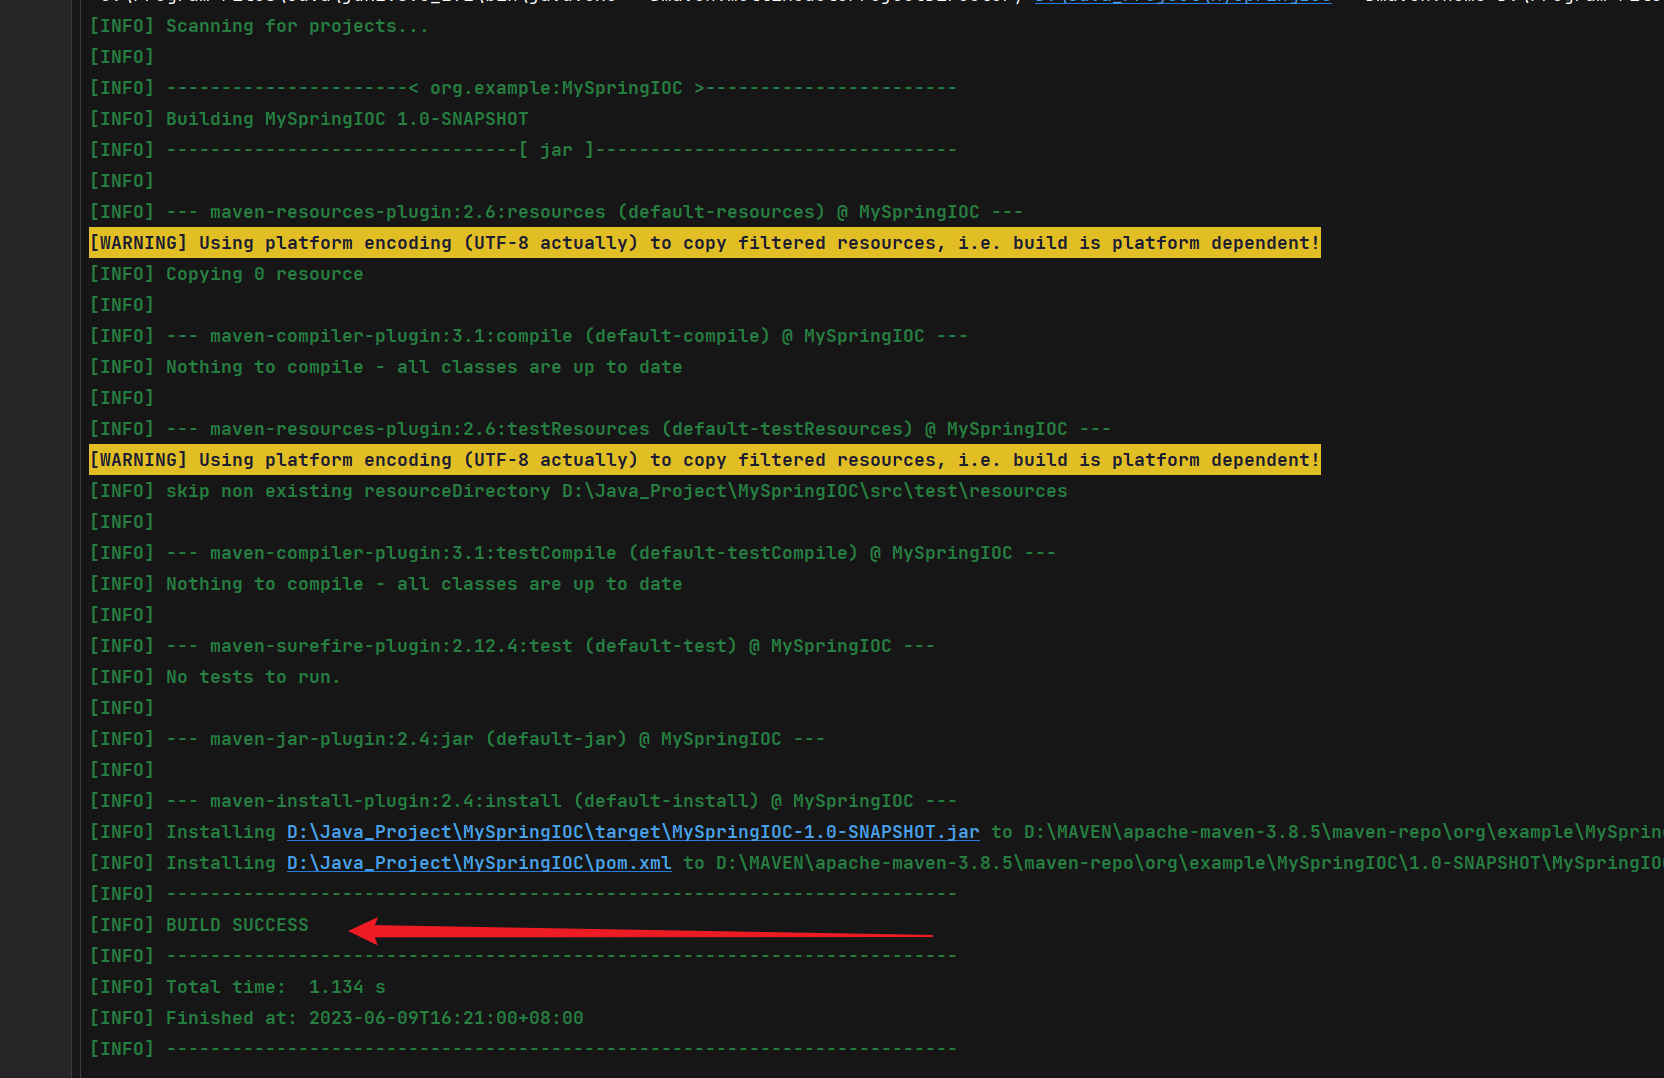 [INFO] Scanning for projects...
[INFO]
[INFO] ----------------------< org.example:MySpringIOC >-----------------------
[INFO] Building MySpringIOC 1.0-SNAPSHOT
[INFO] --------------------------------[ jar ]---------------------------------
[INFO]
[INFO] --- maven-resources-plugin:2.6:resources (default-resources) @ MySpringIOC ---
[WARNING] Using platform encoding (UTF-8 actually) to copy filtered resources, i.e. build is platform dependent!
[INFO] Copying 0 resource
[INFO]
[INFO] --- maven-compiler-plugin:3.1:compile (default-compile) @ MySpringIOC ---
[INFO] Nothing to compile - all classes are up to date
[INFO]
[INFO] --- maven-resources-plugin:2.6:testResources (default-testResources) @ MySpringIOC ---
[WARNING] Using platform encoding (UTF-8 actually) to copy filtered resources, i.e. build is platform dependent!
[INFO] skip non existing resourceDirectory D:\Java_Project\MySpringIOC\src\test\resources
[INFO]
[INFO] --- maven-compiler-plugin:3.1:testCompile (default-testCompile) @ MySpringIOC ---
[INFO] Nothing to compile - all classes are up to date
[INFO]
[INFO] --- maven-surefire-plugin:2.12.4:test (default-test) @ MySpringIOC ---
[INFO] No tests to run.
[INFO]
[INFO] --- maven-jar-plugin:2.4:jar (default-jar) @ MySpringIOC ---
[INFO]
[INFO] --- maven-install-plugin:2.4:install (default-install) @ MySpringIOC ---
[INFO] Installing D:\Java_Project\MySpringIOC\target\MySpringIOC-1.0-SNAPSHOT.jar to D:\MAVEN\apache-maven-3.8.5\maven-repo\org\example\MySprin
[INFO] Installing D:\Java_Project\MySpringIOC\pom.xml to D:\MAVEN\apache-maven-3.8.5\maven-repo\org\example\MySpringIOC\1.0-SNAPSHOT\MySpringIO
[INFO] ------------------------------------------------------------------------
[INFO] BUILD SUCCESS
[INFO] ------------------------------------------------------------------------
[INFO] Total time:  1.134 s
[INFO] Finished at: 2023-06-09T16:21:00+08:00
[INFO] ------------------------------------------------------------------------